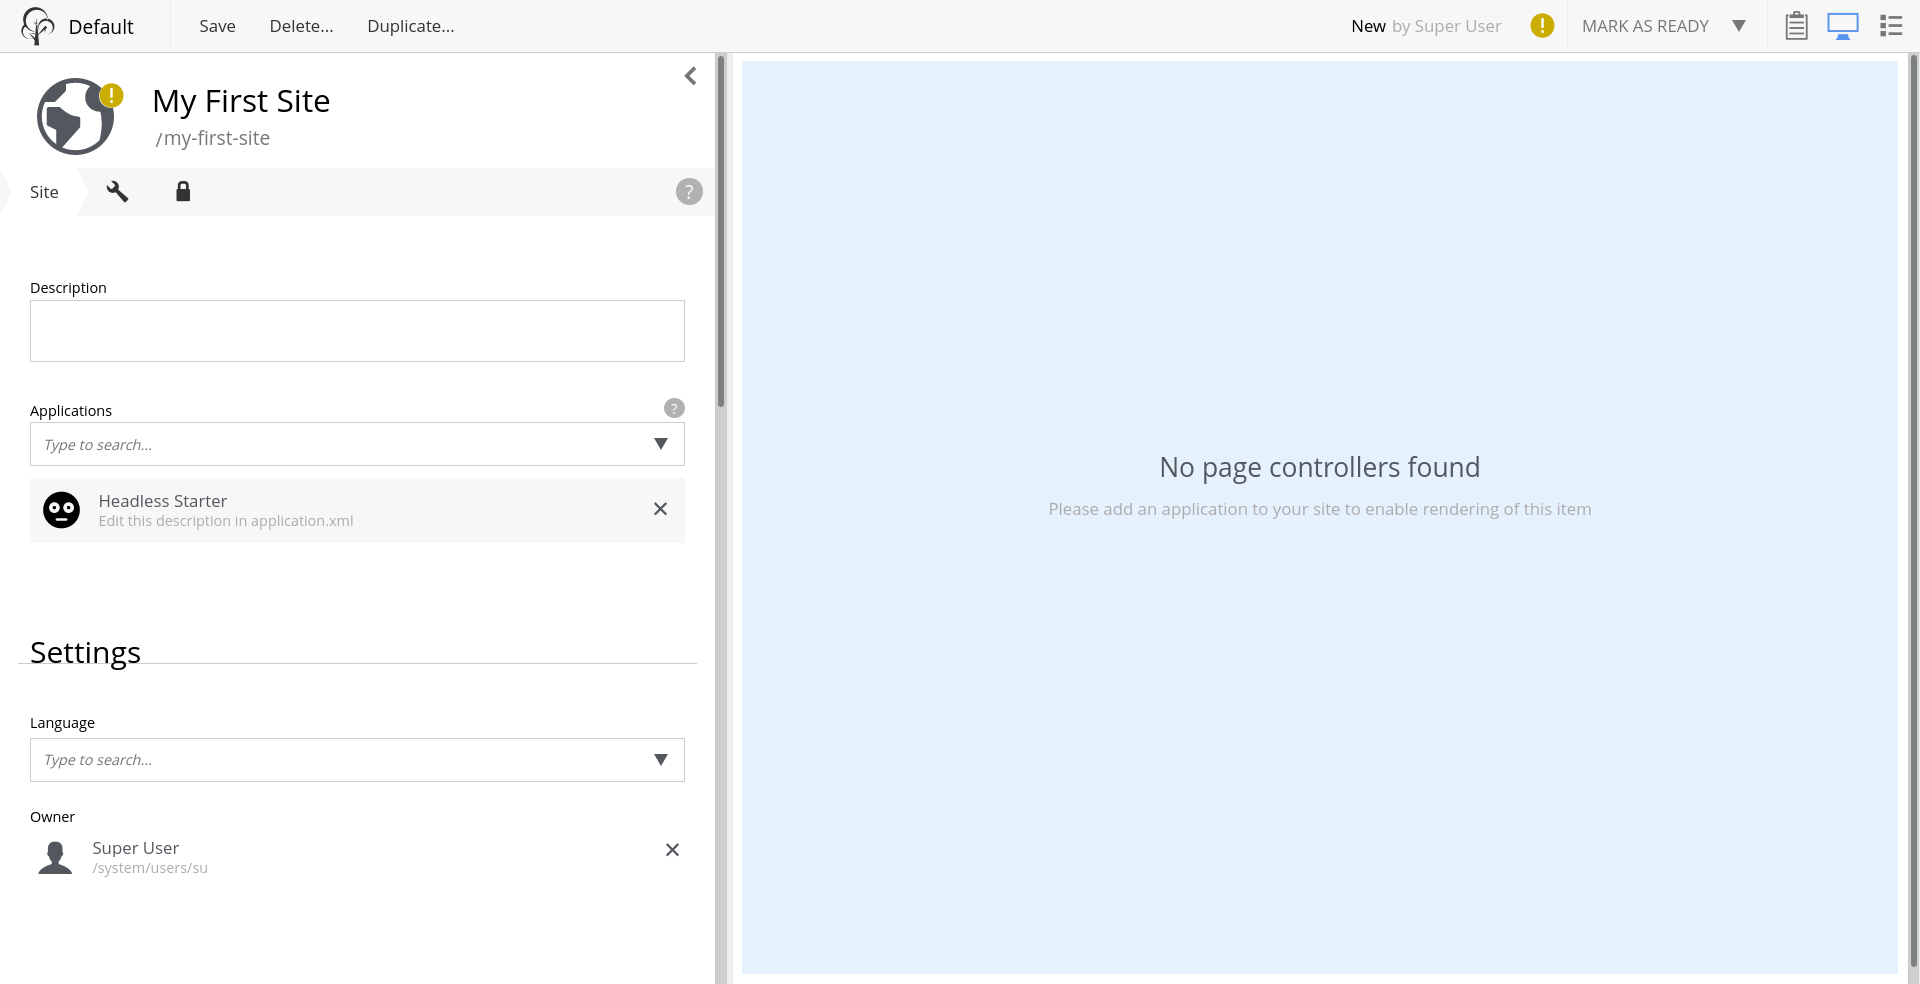 Default
Save
Delete...
Duplicate...
New by Super User
!
MARK AS READY
!
My First Site
/my-first-site
Site
?
Description
Applications
?
Type to search...
Headless Starter
Edit this description in application.xml
Settings
Language
Type to search...
Owner
Super User
/system/users/su
No page controllers found
Please add an application to your site to enable rendering of this item